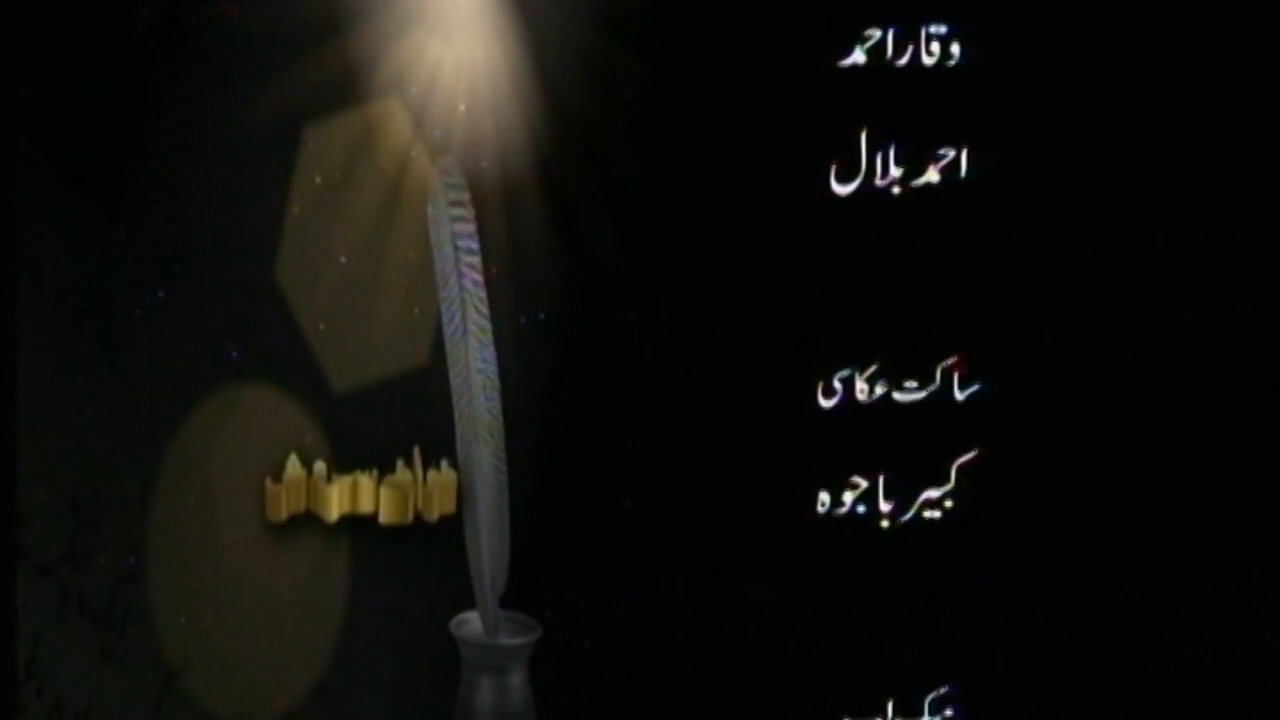 وقار احمد
احمد بلال
ساکت عکاسی
کبیر باجوہ